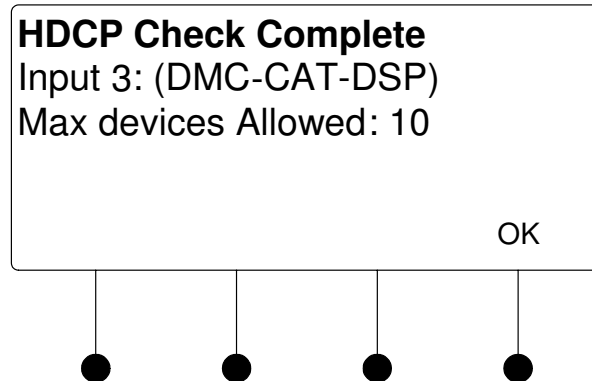 HDCP Check Complete
Input 3: (DMC-CAT-DSP)
Max devices Allowed: 10
OK